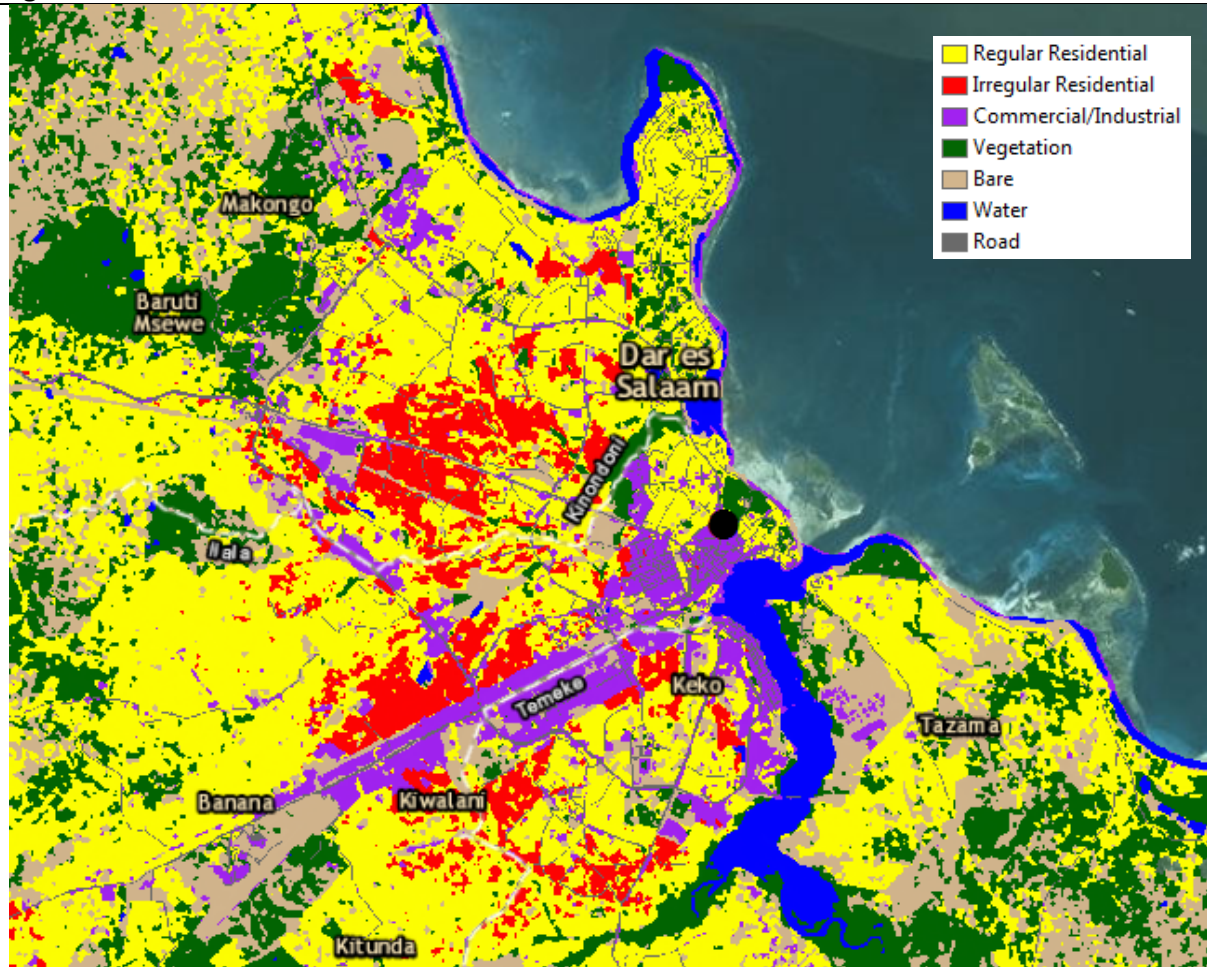 Regular Residential
Irregular Residential
Commercial/Industrial
Vegetation
Bare
Water
Road
Makongo
Baruti
Msewe
Dar es
Salaam
Kinondoni
Ilala
Temeke
Keko
Tazama
Banana
Kiwalani
Kitunda